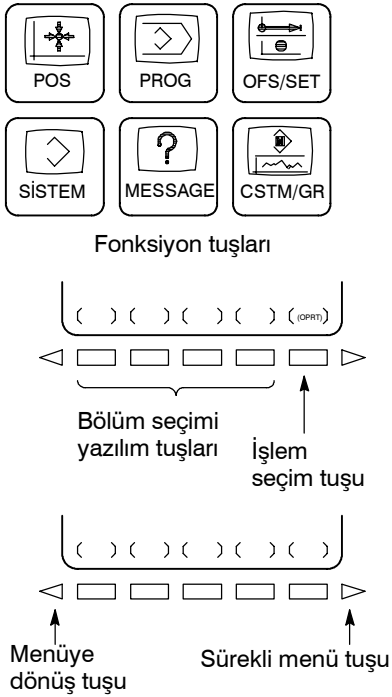 POS PROG OFS/SET
SİSTEM MESSAGE CSTM/GR
Fonksiyon tuşları
( ) ( ) ( ) ( ) ( (OPRT) )
Bölüm seçimi
yazılım tuşları
İşlem
seçim tuşu
( ) ( ) ( ) ( ) ( )
Menüye
dönüş tuşu
Sürekli menü tuşu